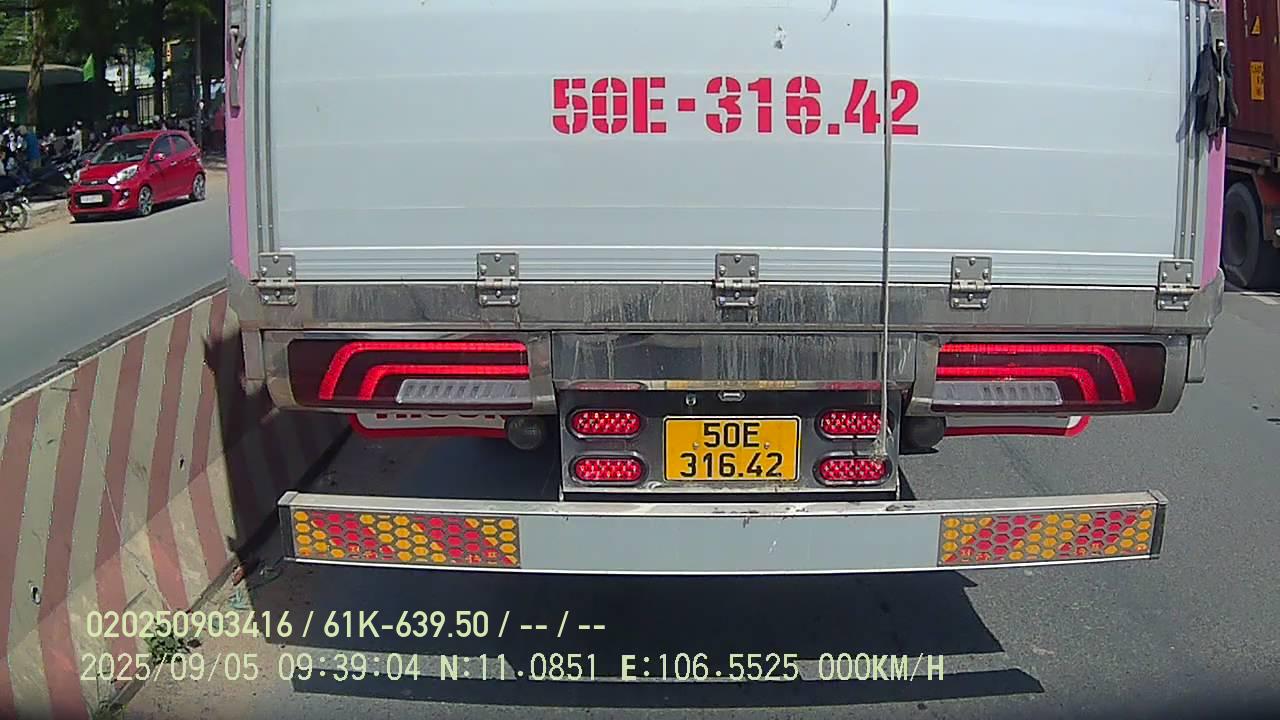 50E-316.42
50E
316.42
020250903416 / 61K-639.50 / -- / --
2025/09/05 09:39:04 N:11.0851 E:106.5525 000KM/H